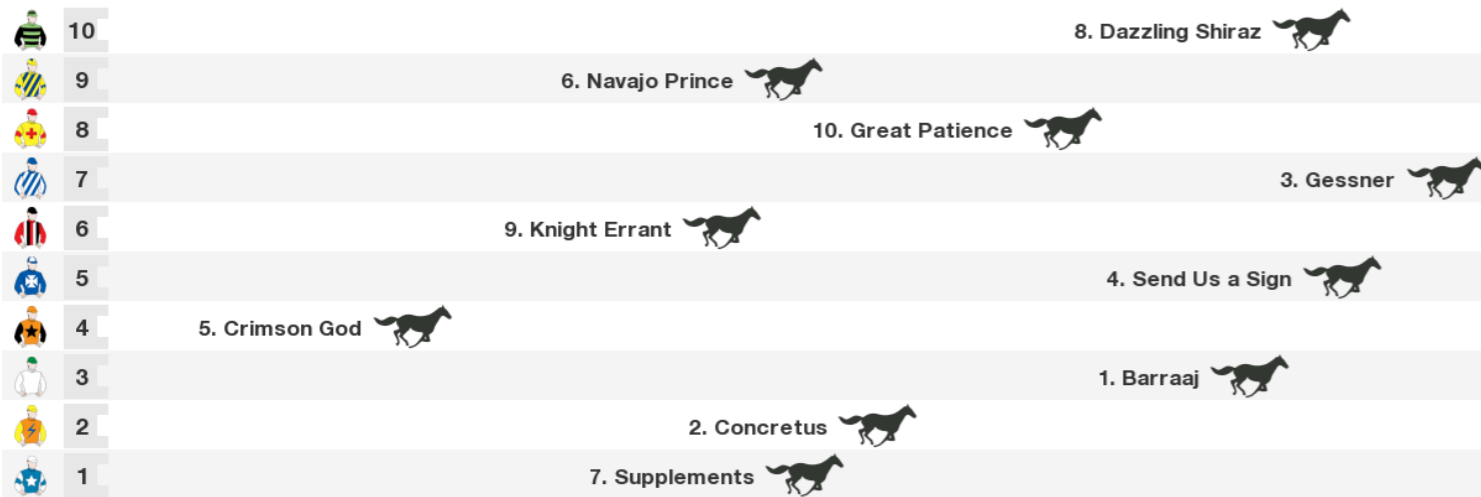 10 8. Dazzling Shiraz
9 6. Navajo Prince
8 10. Great Patience
7 3. Gessner
6 9. Knight Errant
5 4. Send Us a Sign
4 5. Crimson God
3 1. Barraaj
2 2. Concretus
1 7. Supplements